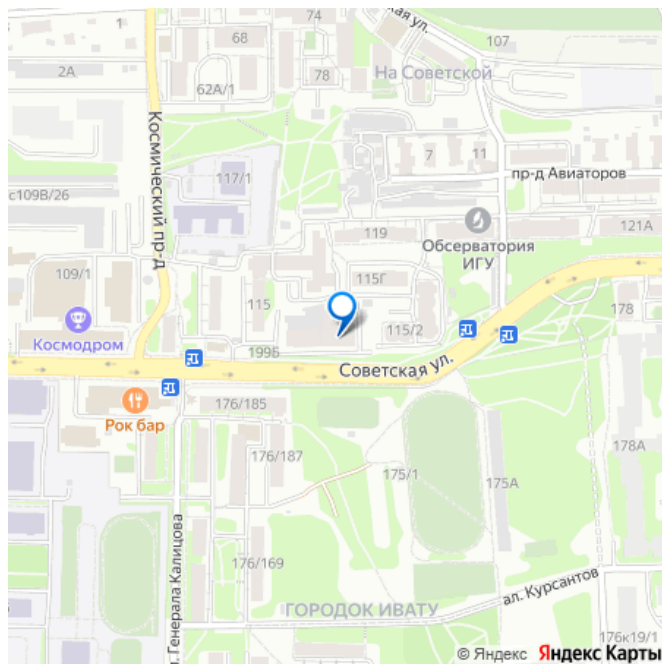 74
ская ул.
68
107
2А
78
На Советской
62А/1
Космический пр-д
7
11
117/1
пр-д Авиаторов
с109В/26
119
121А
Обсерватория
ИГУ
109/1
115Г
115
178
Космодром
115/2
199Б
Советская ул.
176/185
Рок бар
178А
176/187
175/1
175А
л. Генерала Калицова
176/169
ал. Курсантов
ГОРОДОК ИВАТУ
176к19/1
© Яндекс Яндекс Карты